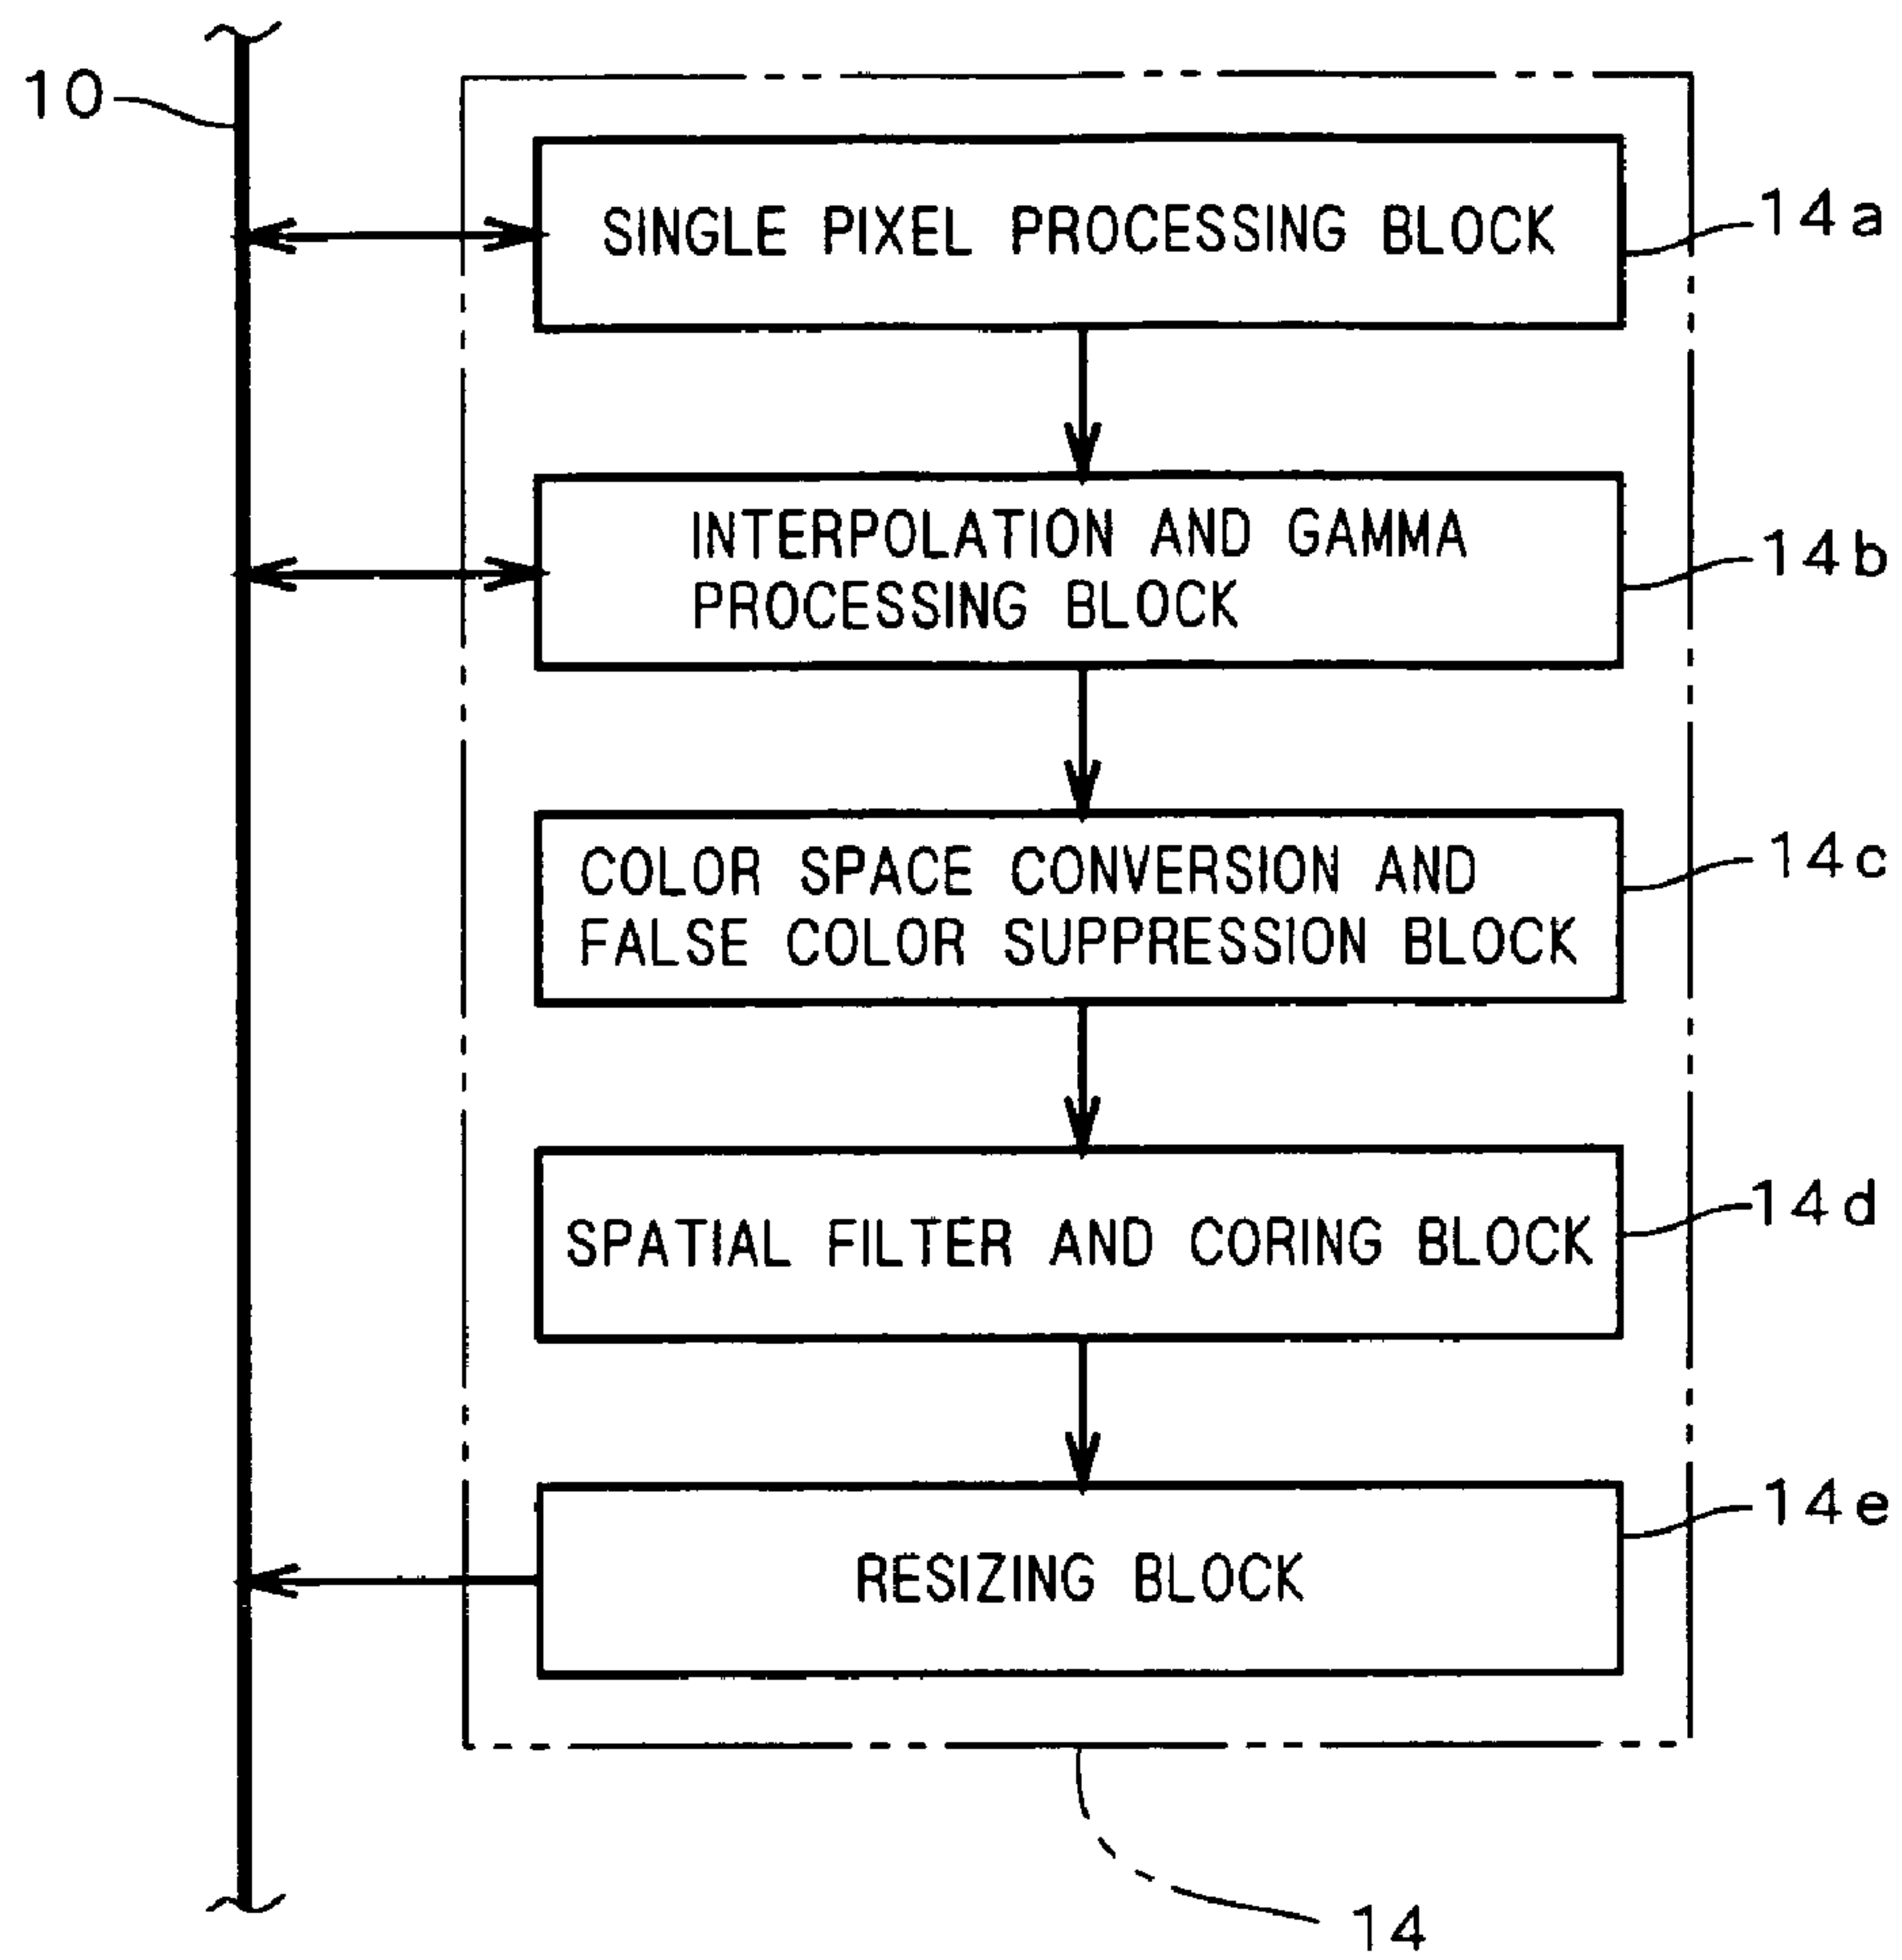 10
SINGLE PIXEL PROCESSING BLOCK
14a
INTERPOLATION AND GAMMA
PROCESSING BLOCK
14b
COLOR SPACE CONVERSION AND
FALSE COLOR SUPPRESSION BLOCK
14c
SPATIAL FILTER AND CORING BLOCK
14d
RESIZING BLOCK
14e
14